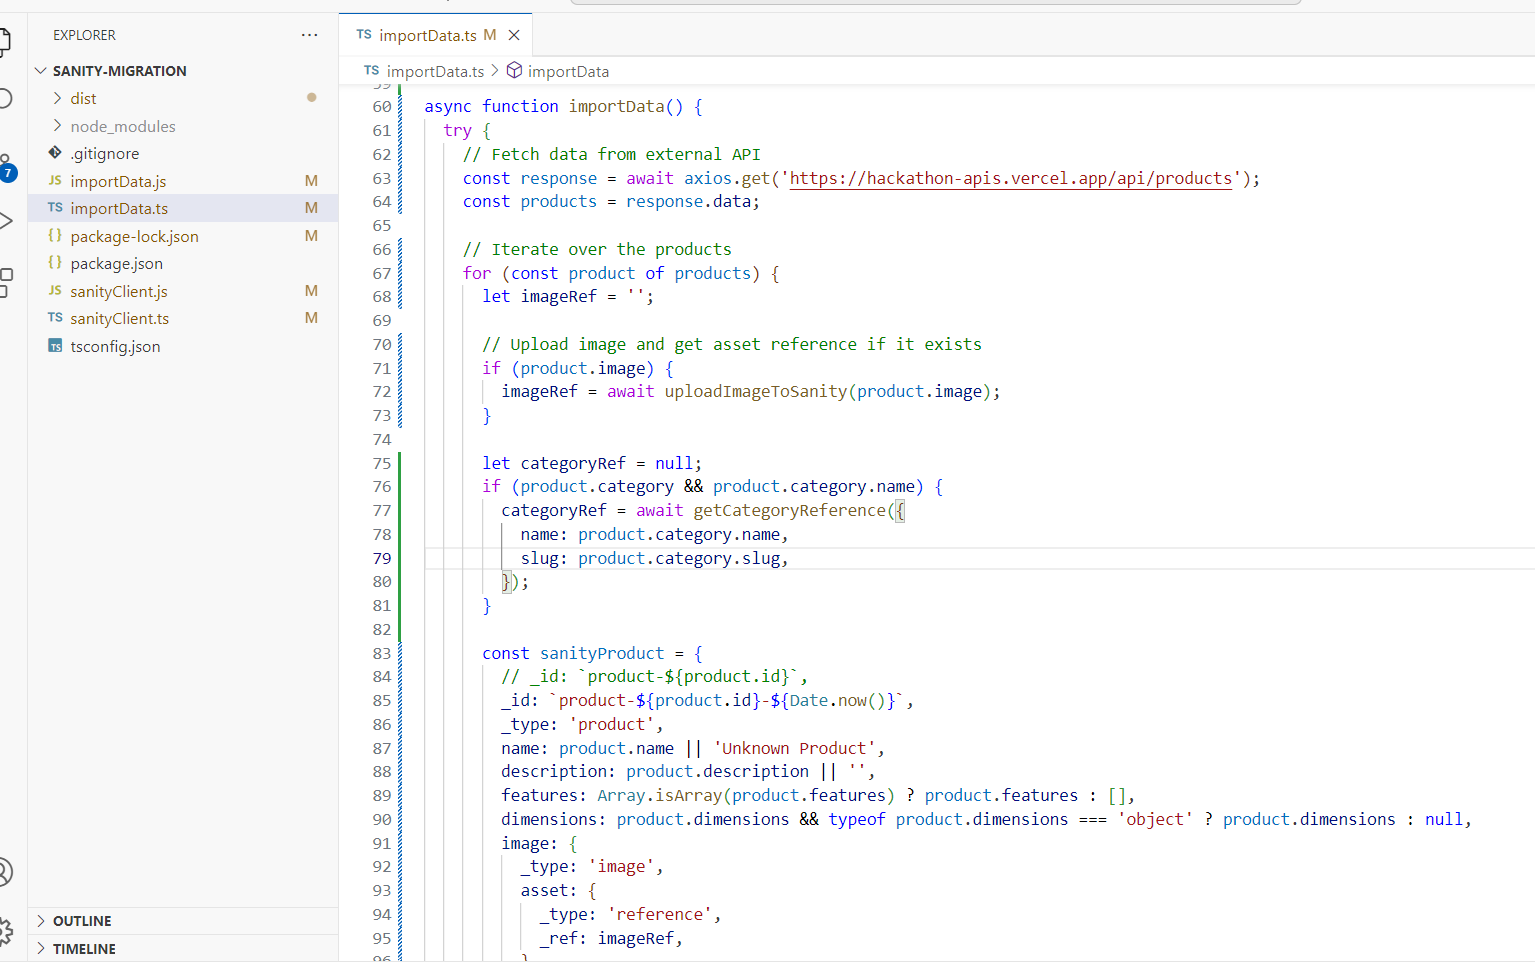 EXPLORER
SANITY-MIGRATION
dist
node_modules
.gitignore
JS importData.js M
TS importData.ts M
{} package-lock.json M
{} package.json
JS sanityClient.js M
TS sanityClient.ts M
TS tsconfig.json
7
OUTLINE
TIMELINE
TS importData.ts M
TS importData.ts > importData
60 async function importData() {
61 try {
62 // Fetch data from external API
63 const response = await axios.get('https://hackathon-apis.vercel.app/api/products');
64 const products = response.data;
65
66 // Iterate over the products
67 for (const product of products) {
68 let imageRef = '';
69
70 // Upload image and get asset reference if it exists
71 if (product.image) {
72 imageRef = await uploadImageToSanity(product.image);
73 }
74
75 let categoryRef = null;
76 if (product.category && product.category.name) {
77 categoryRef = await getCategoryReference({
78 name: product.category.name,
79 slug: product.category.slug,
80 });
81 }
82
83 const sanityProduct = {
84 // _id: `product-${product.id}`,
85 _id: `product-${product.id}-${Date.now()}`,
86 _type: 'product',
87 name: product.name || 'Unknown Product',
88 description: product.description || '',
89 features: Array.isArray(product.features) ? product.features : [],
90 dimensions: product.dimensions && typeof product.dimensions === 'object' ? product.dimensions : null,
91 image: {
92 _type: 'image',
93 asset: {
94 _type: 'reference',
95 _ref: imageRef,